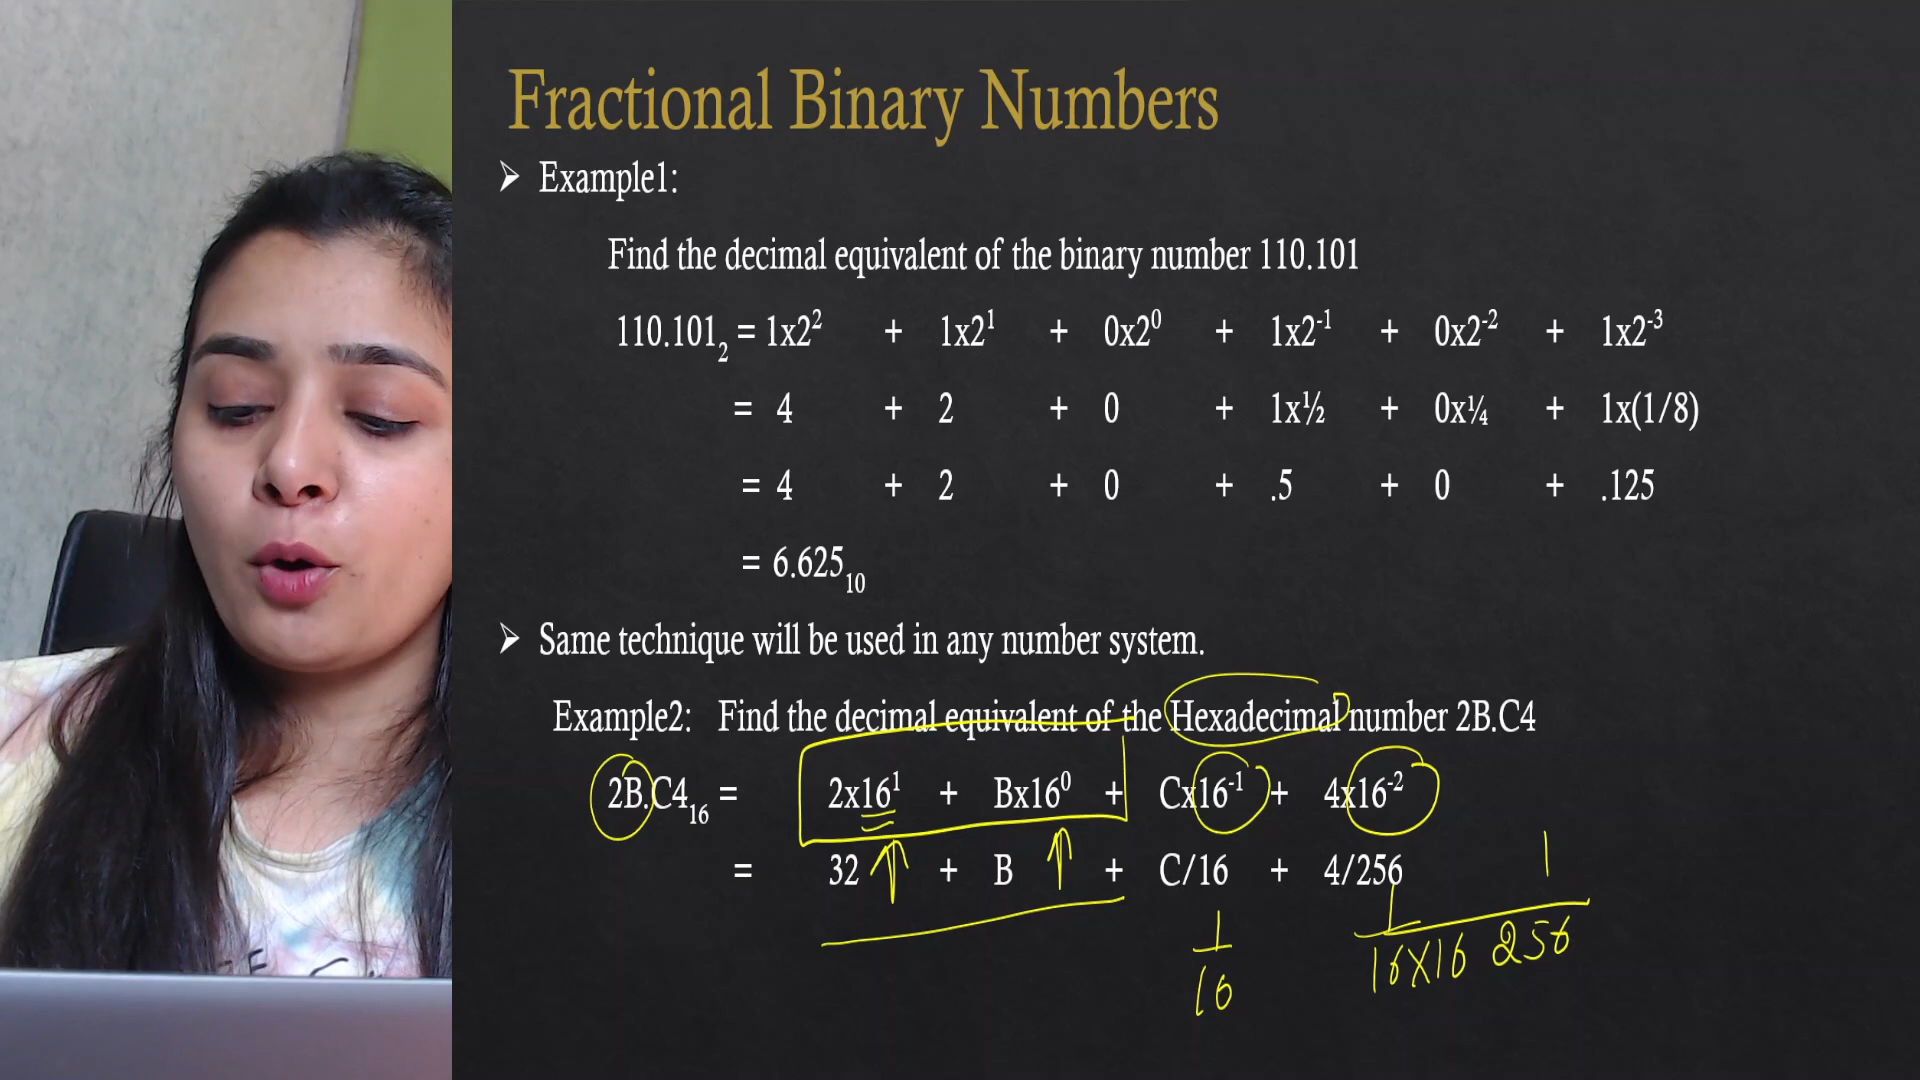 Fractional Binary Numbers
➢ Example1:
Find the decimal equivalent of the binary number 110.101
110.101₂ = 1x2² + 1x2¹ + 0x2⁰ + 1x2⁻¹ + 0x2⁻² + 1x2⁻³
= 4 + 2 + 0 + 1x½ + 0x¼ + 1x(1/8)
= 4 + 2 + 0 + .5 + 0 + .125
= 6.625₁₀
➢ Same technique will be used in any number system.
Example2: Find the decimal equivalent of the Hexadecimal number 2B.C4
2B.C4₁₆ = 2x16¹ + Bx16⁰ + Cx16⁻¹ + 4x16⁻²
= 32 + B + C/16 + 4/256
1 1 1
16 16X16 256